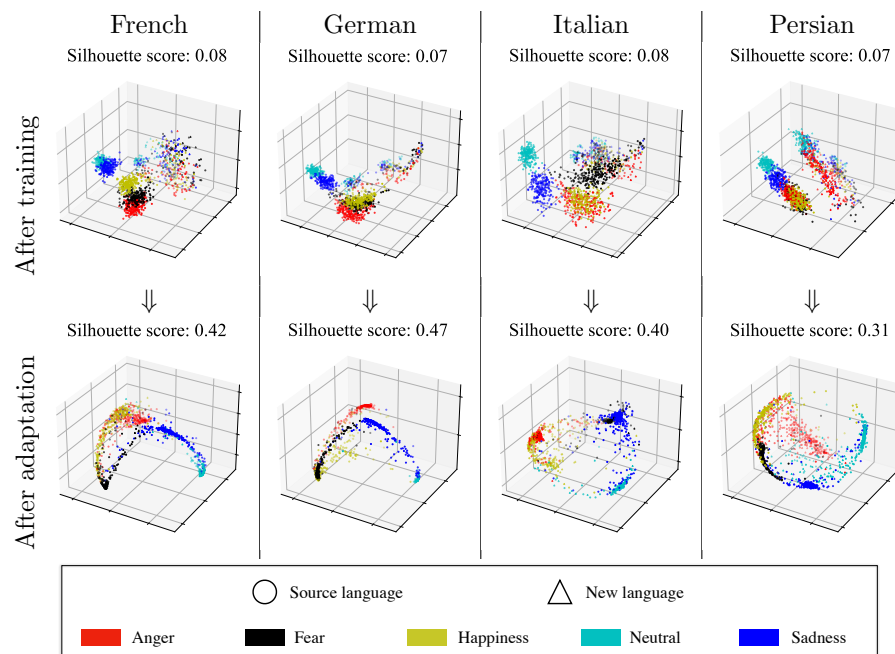 French German Italian Persian
Silhouette score: 0.08 Silhouette score: 0.07 Silhouette score: 0.08 Silhouette score: 0.07
After training
⇓ ⇓ ⇓ ⇓
Silhouette score: 0.42 Silhouette score: 0.47 Silhouette score: 0.40 Silhouette score: 0.31
After adaptation
Source language New language
Anger Fear Happiness Neutral Sadness